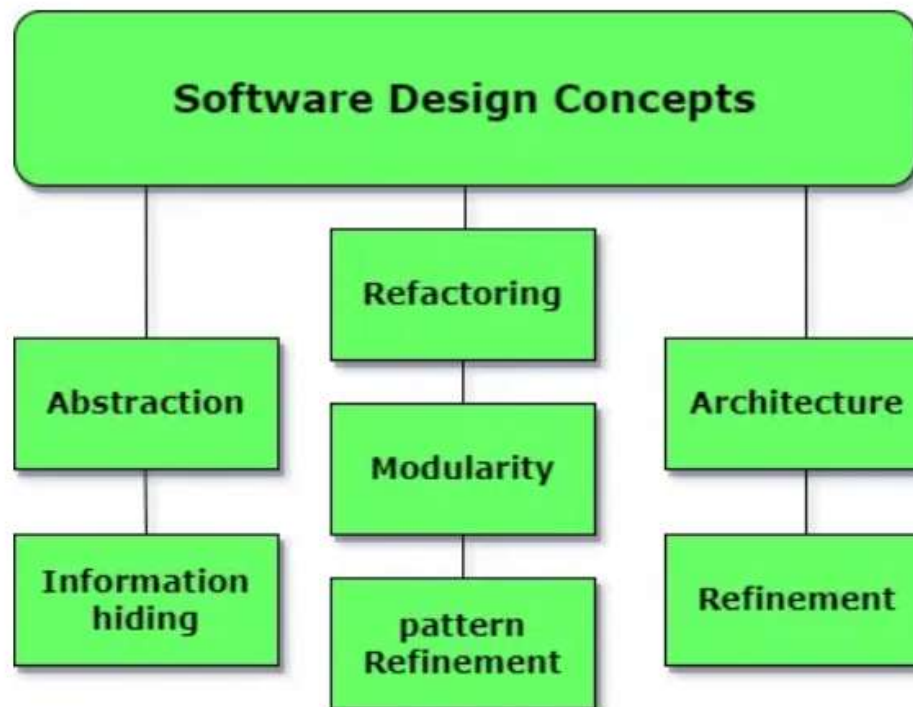 Software Design Concepts
Refactoring
Abstraction
Architecture
Modularity
Information
hiding
Refinement
pattern
Refinement